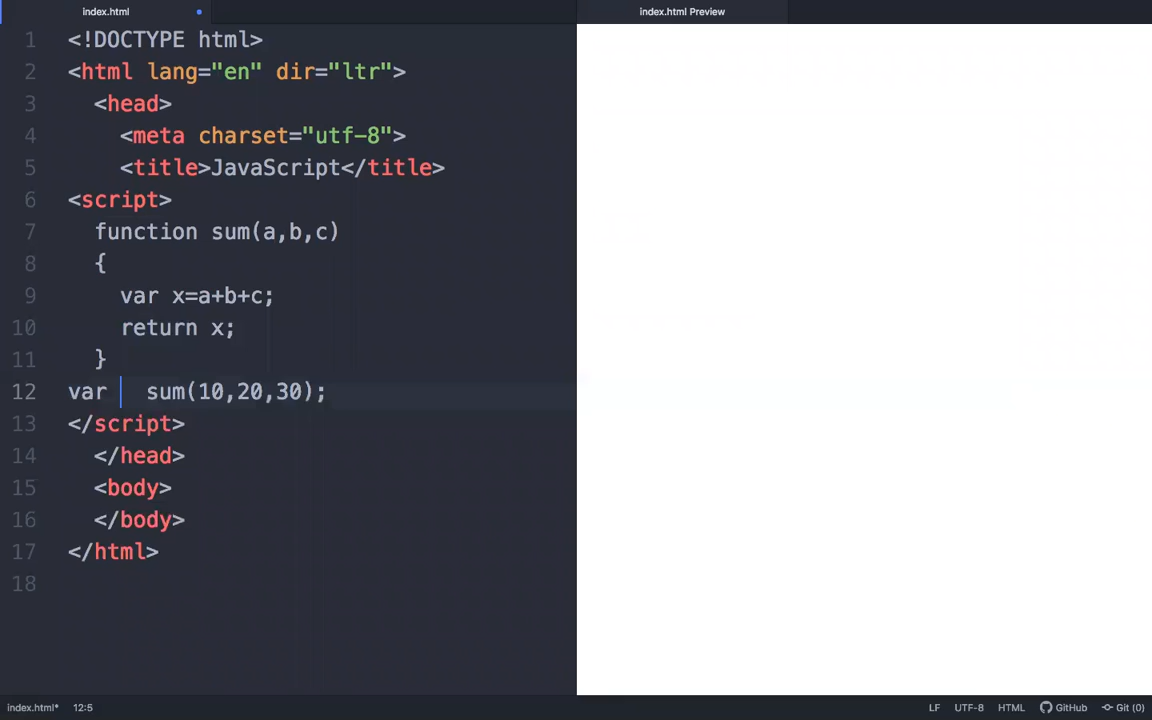 index.html
index.html Preview
1 <!DOCTYPE html>
2 <html lang="en" dir="ltr">
3 <head>
4 <meta charset="utf-8">
5 <title>JavaScript</title>
6 <script>
7 function sum(a,b,c)
8 {
9 var x=a+b+c;
10 return x;
11 }
12 var sum(10,20,30);
13 </script>
14 </head>
15 <body>
16 </body>
17 </html>
18
index.html* 12:5 LF UTF-8 HTML GitHub Git (0)